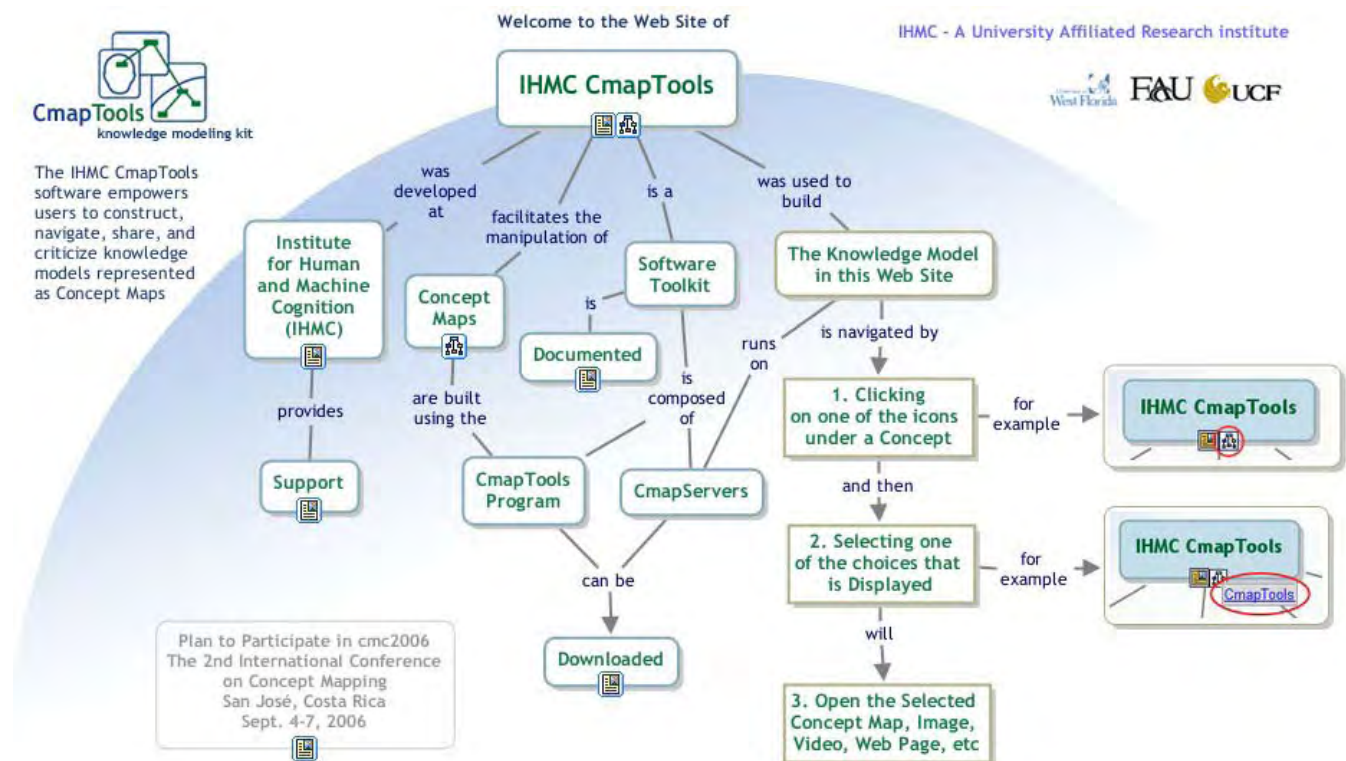 Welcome to the Web Site of
IHMC - A University Affiliated Research institute
IHMC CmapTools
West Florida
FAU
UCF
CmapTools
knowledge modeling kit
The IHMC CmapTools
software empowers
users to construct,
navigate, share, and
criticize knowledge
models represented
as Concept Maps
was
developed
at
facilitates the
manipulation of
is a
was used to
build
Institute
for Human
and Machine
Cognition
(IHMC)
Concept
Maps
Software
Toolkit
The Knowledge Model
in this Web Site
is
Documented
runs
on
is navigated by
provides
are built
using the
is
composed
of
1. Clicking
on one of the icons
under a Concept
for
example
IHMC CmapTools
Support
CmapTools
Program
CmapServers
and then
2. Selecting one
of the choices that
is Displayed
for
example
IHMC CmapTools
CmapTools
can be
will
Downloaded
3. Open the Selected
Concept Map, Image,
Video, Web Page, etc
Plan to Participate in cmc2006
The 2nd International Conference
on Concept Mapping
San José, Costa Rica
Sept. 4-7, 2006